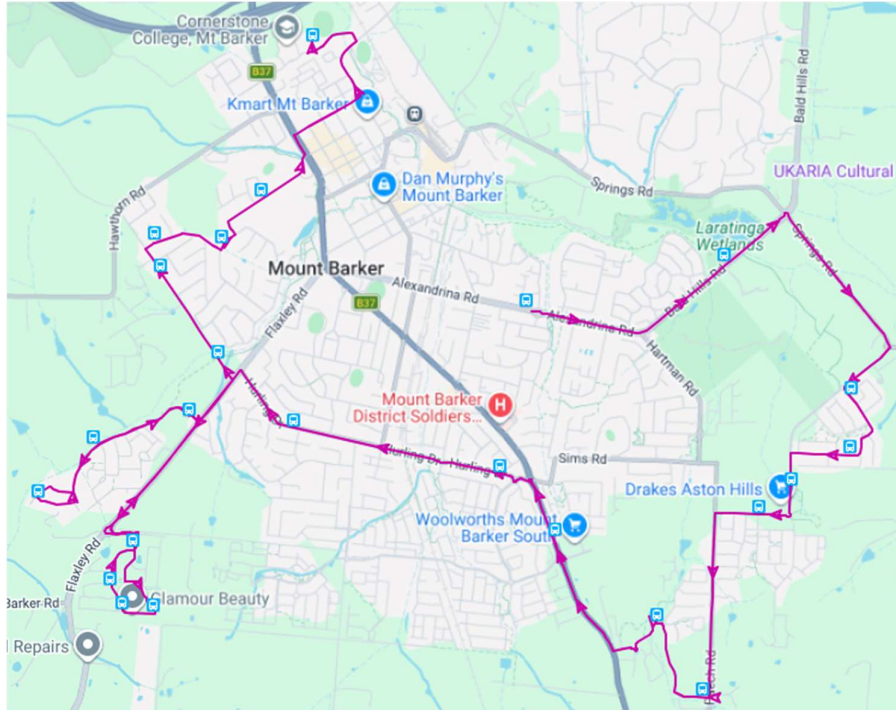 Cornerstone
College, Mt Barker
B37
Kmart Mt Barker
Bald Hills Rd
UKARIA Cultural
Dan Murphy's
Mount Barker
Springs Rd
Hawthorn Rd
Laratinga
Wetlands
Springs Rd
Mount Barker
Alexandrina Rd
Bald Hills Rd
B37
Flaxley Rd
Alexandrina Rd
Hartman Rd
Mount Barker
District Soldiers...
Hurling Dr
Hurling Dr
Hurling
Sims Rd
Drakes Aston Hills
Woolworths Mount
Barker South
Flaxley Rd
Glamour Beauty
Barker Rd
l Repairs
Rd